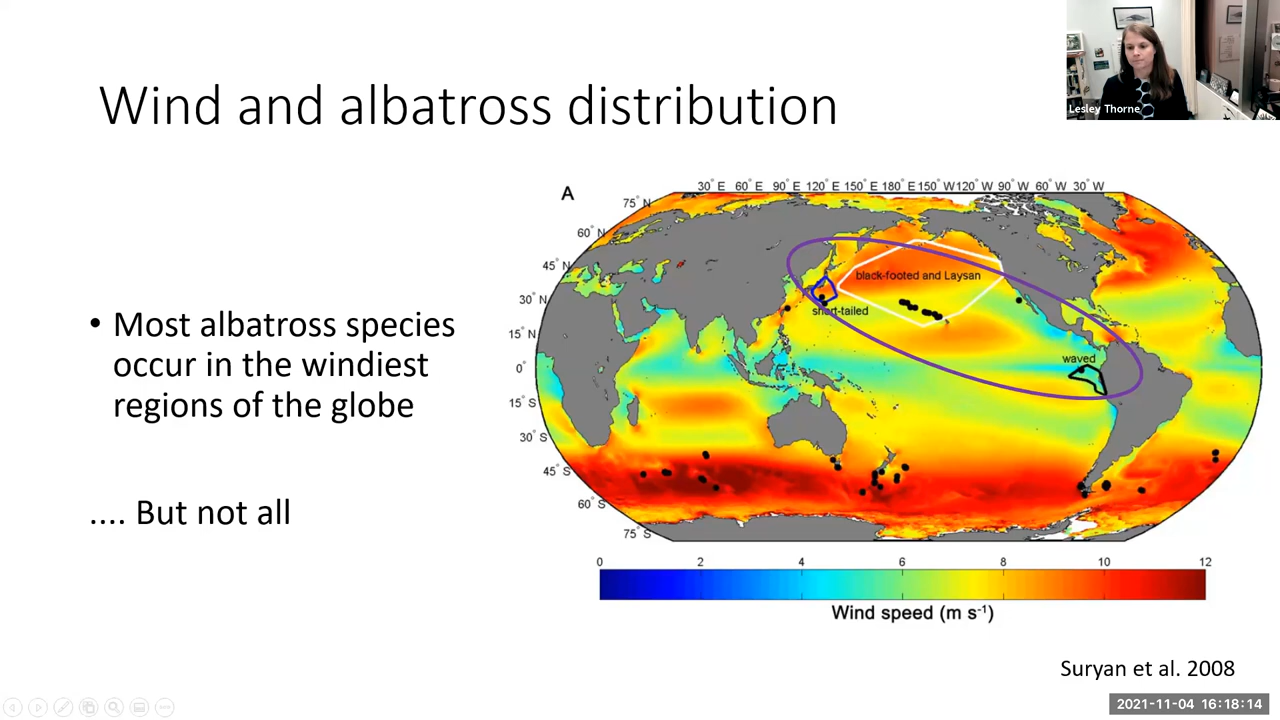 Wind and albatross distribution
Lesley Thorne
• Most albatross species
occur in the windiest
regions of the globe
.... But not all
A
30° E 60° E 90° E 120° E 150° E 180° E 150° W 120° W 90° W 60° W 30° W
75° N
60° N
45° N
30° N
15° N
0°
15° S
30° S
45° S
60° S
75° S
black-footed and Laysan
short-tailed
waved
0 2 4 6 8 10 12
Wind speed (m s⁻¹)
Suryan et al. 2008
2021-11-04 16:18:14